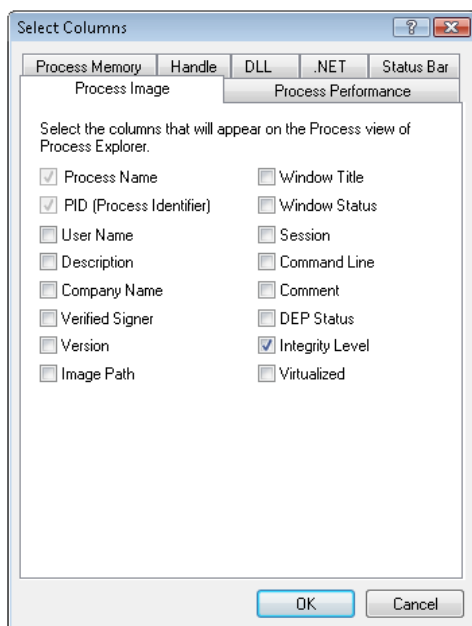 Select Columns
Process Memory Handle DLL .NET Status Bar
Process Image Process Performance
Select the columns that will appear on the Process view of
Process Explorer.
Process Name Window Title
PID (Process Identifier) Window Status
User Name Session
Description Command Line
Company Name Comment
Verified Signer DEP Status
Version Integrity Level
Image Path Virtualized
OK Cancel